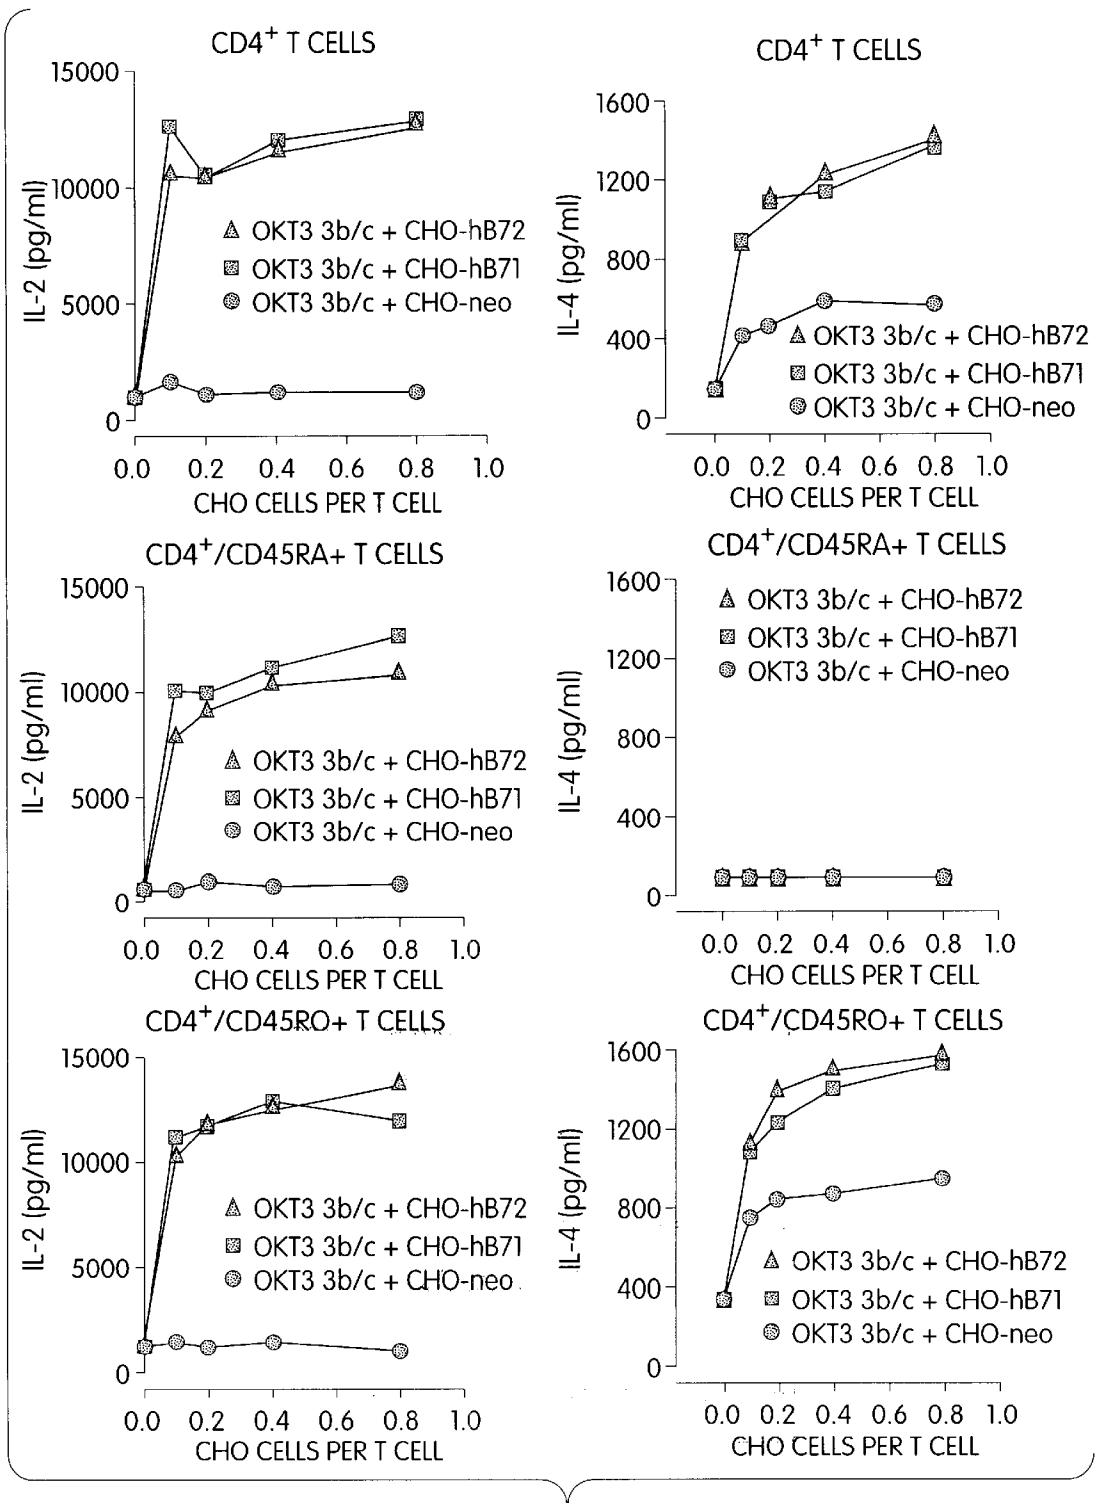 CD4+ T CELLS
15000
10000
5000
0
IL-2 (pg/ml)
OKT3 3b/c + CHO-hB72
OKT3 3b/c + CHO-hB71
OKT3 3b/c + CHO-neo
0.0 0.2 0.4 0.6 0.8 1.0
CHO CELLS PER T CELL
CD4+ T CELLS
1600
1200
800
400
0
IL-4 (pg/ml)
OKT3 3b/c + CHO-hB72
OKT3 3b/c + CHO-hB71
OKT3 3b/c + CHO-neo
0.0 0.2 0.4 0.6 0.8 1.0
CHO CELLS PER T CELL
CD4+/CD45RA+ T CELLS
15000
10000
5000
0
IL-2 (pg/ml)
OKT3 3b/c + CHO-hB72
OKT3 3b/c + CHO-hB71
OKT3 3b/c + CHO-neo
0.0 0.2 0.4 0.6 0.8 1.0
CHO CELLS PER T CELL
CD4+/CD45RA+ T CELLS
1600
1200
800
400
0
IL-4 (pg/ml)
OKT3 3b/c + CHO-hB72
OKT3 3b/c + CHO-hB71
OKT3 3b/c + CHO-neo
0.0 0.2 0.4 0.6 0.8 1.0
CHO CELLS PER T CELL
CD4+/CD45RO+ T CELLS
15000
10000
5000
0
IL-2 (pg/ml)
OKT3 3b/c + CHO-hB72
OKT3 3b/c + CHO-hB71
OKT3 3b/c + CHO-neo
0.0 0.2 0.4 0.6 0.8 1.0
CHO CELLS PER T CELL
CD4+/CD45RO+ T CELLS
1600
1200
800
400
0
IL-4 (pg/ml)
OKT3 3b/c + CHO-hB72
OKT3 3b/c + CHO-hB71
OKT3 3b/c + CHO-neo
0.0 0.2 0.4 0.6 0.8 1.0
CHO CELLS PER T CELL